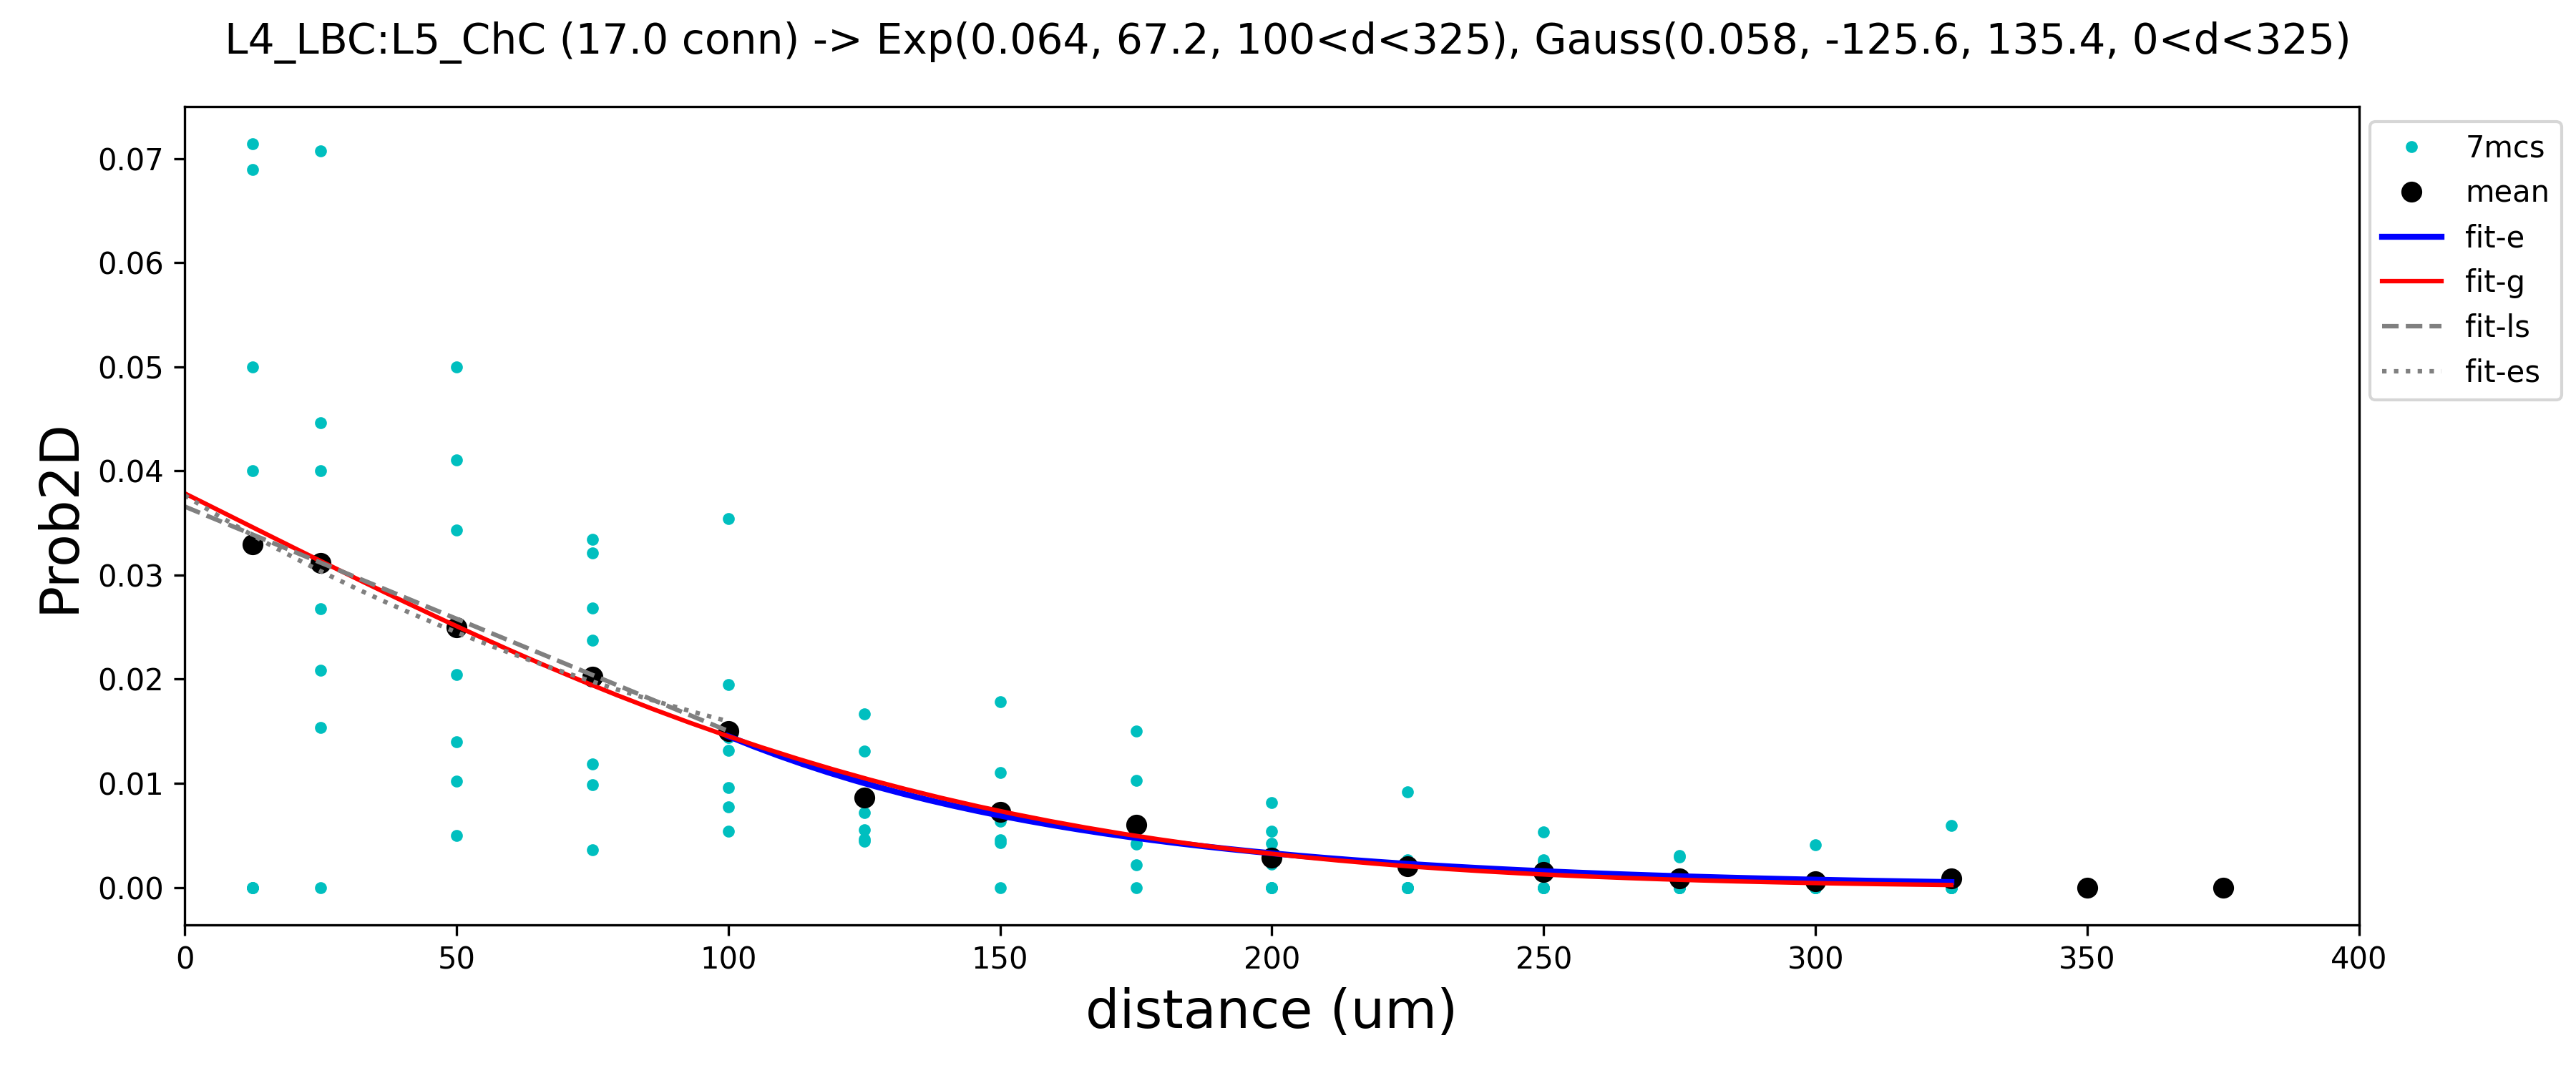 L4_LBC:L5_ChC (17.0 conn) -> Exp(0.064, 67.2, 100<d<325), Gauss(0.058, -125.6, 135.4, 0<d<325)
Prob2D
0.07
0.06
0.05
0.04
0.03
0.02
0.01
0.00
0 50 100 150 200 250 300 350 400
distance (um)
7mcs
mean
fit-e
fit-g
fit-ls
fit-es